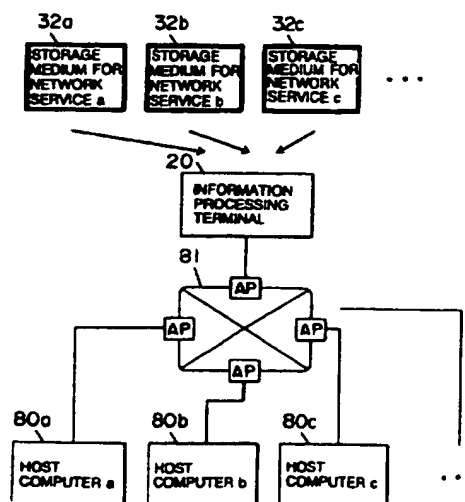 32a 32b 32c
STORAGE MEDIUM FOR NETWORK SERVICE a
STORAGE MEDIUM FOR NETWORK SERVICE b
STORAGE MEDIUM FOR NETWORK SERVICE c
...
20
INFORMATION
PROCESSING
TERMINAL
81
AP
AP AP
AP
80a 80b 80c
HOST COMPUTER a
HOST COMPUTER b
HOST COMPUTER c
..